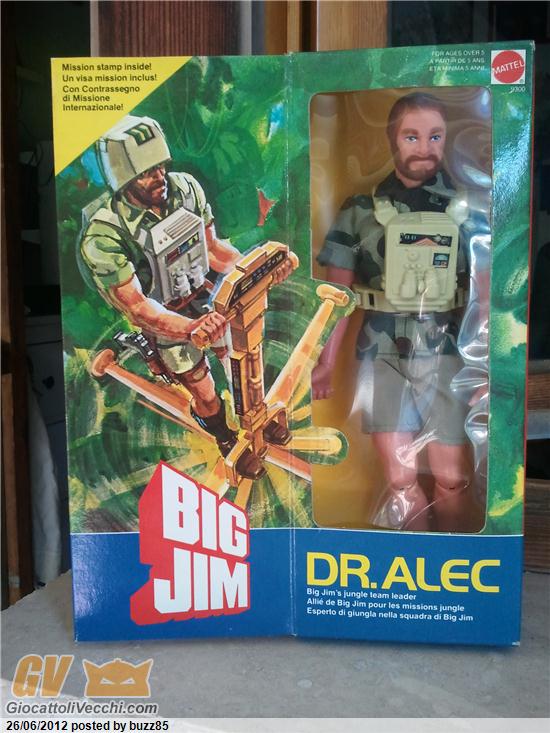 Mission stamp inside!
Un visa mission inclus!
Con Contrassegno
di Missione
Internazionale!
FOR AGES OVER 5
A PARTIR DE 5 ANS
ETÀ MINIMA 5 ANNI
MATTEL
9300
BIG
JIM
DR. ALEC
Big Jim's jungle team leader
Allié de Big Jim pour les missions jungle
Esperto di giungla nella squadra di Big Jim
GV
GiocattoliVecchi.com
26/06/2012 posted by buzz85